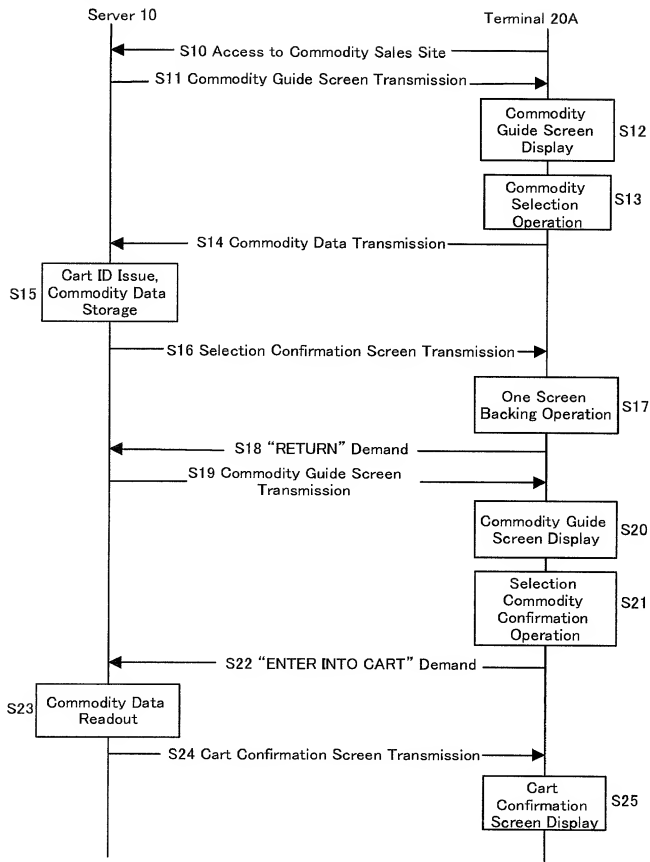 Server 10
Terminal 20A
S10 Access to Commodity Sales Site
S11 Commodity Guide Screen Transmission
Commodity
Guide Screen
Display
S12
Commodity
Selection
Operation
S13
S14 Commodity Data Transmission
S15
Cart ID Issue,
Commodity Data
Storage
S16 Selection Confirmation Screen Transmission
One Screen
Backing Operation
S17
S18 “RETURN” Demand
S19 Commodity Guide Screen
Transmission
Commodity Guide
Screen Display
S20
Selection
Commodity
Confirmation
Operation
S21
S22 “ENTER INTO CART” Demand
S23
Commodity Data
Readout
S24 Cart Confirmation Screen Transmission
Cart
Confirmation
Screen Display
S25